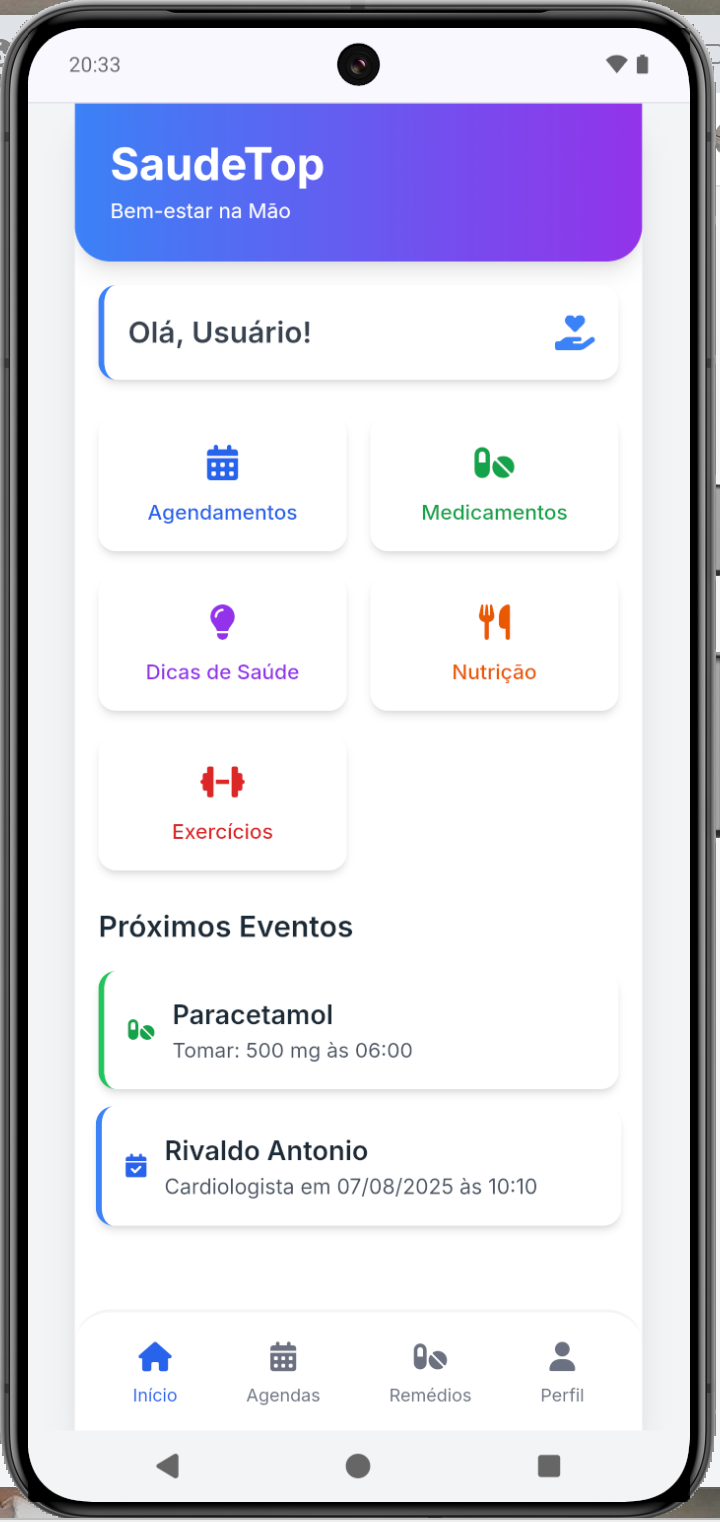 20:33
SaudeTop
Bem-estar na Mão
Olá, Usuário!
Agendamentos
Medicamentos
Dicas de Saúde
Nutrição
Exercícios
Próximos Eventos
Paracetamol
Tomar: 500 mg às 06:00
Rivaldo Antonio
Cardiologista em 07/08/2025 às 10:10
Início
Agendas
Remédios
Perfil